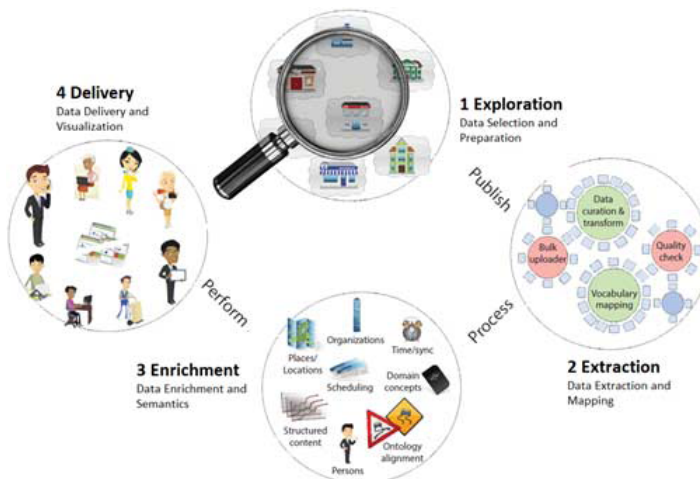 4 Delivery
Data Delivery and
Visualization
1 Exploration
Data Selection and
Preparation
Publish
Data
curation &
transform
Bulk
uploader
Quality
check
Vocabulary
mapping
Perform
Process
2 Extraction
Data Extraction and
Mapping
3 Enrichment
Data Enrichment and
Semantics
Places/
Locations
Organizations
Time/sync
Scheduling
Domain
concepts
Structured
content
Persons
Ontology
alignment